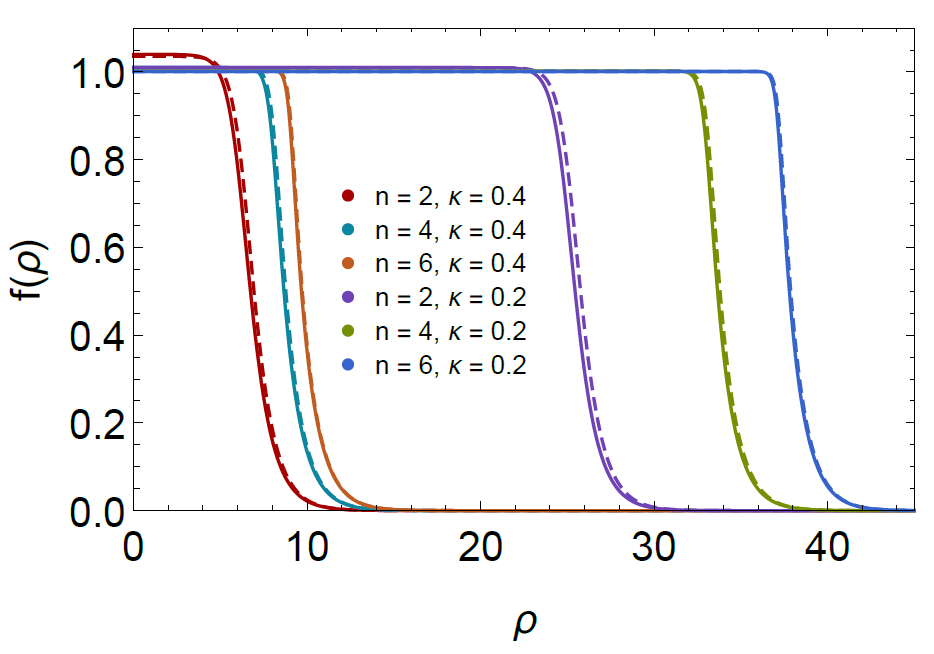 1.0
0.8
0.6
0.4
0.2
0.0
f(ρ)
n = 2, κ = 0.4
n = 4, κ = 0.4
n = 6, κ = 0.4
n = 2, κ = 0.2
n = 4, κ = 0.2
n = 6, κ = 0.2
0 10 20 30 40
ρ